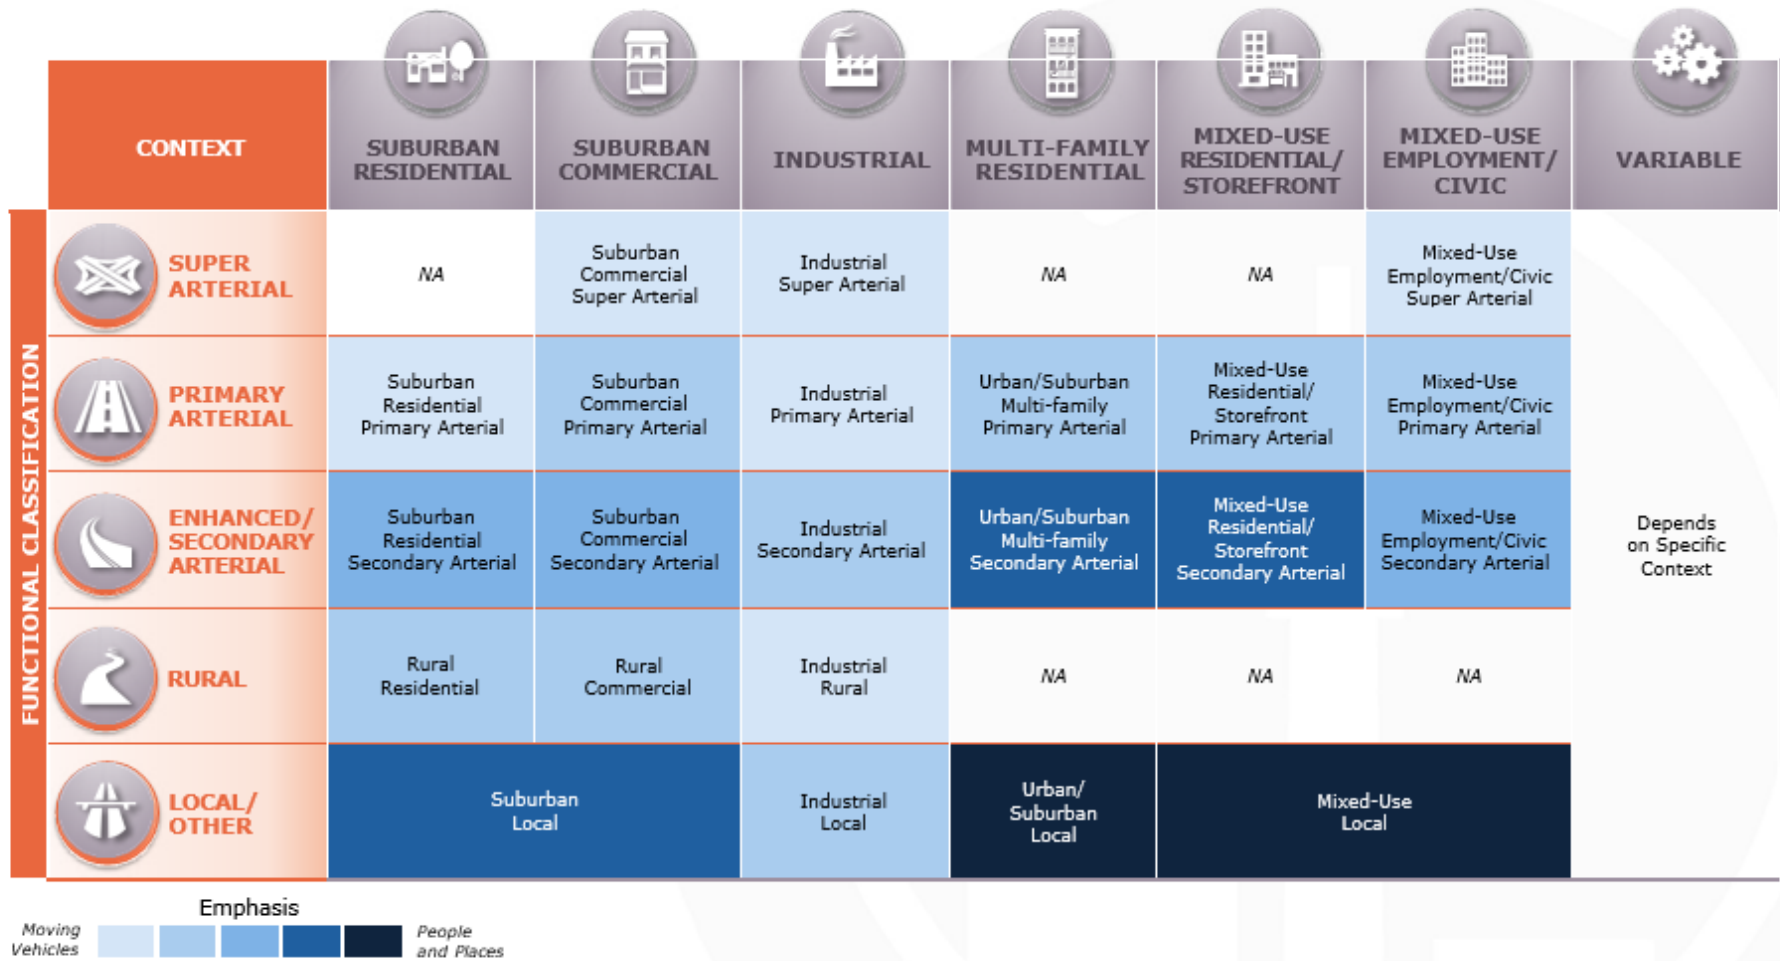 CONTEXT
SUBURBAN
RESIDENTIAL
SUBURBAN
COMMERCIAL
INDUSTRIAL
MULTI-FAMILY
RESIDENTIAL
MIXED-USE
RESIDENTIAL/
STOREFRONT
MIXED-USE
EMPLOYMENT/
CIVIC
VARIABLE
FUNCTIONAL CLASSIFICATION
SUPER
ARTERIAL
NA
Suburban
Commercial
Super Arterial
Industrial
Super Arterial
NA
NA
Mixed-Use
Employment/Civic
Super Arterial
PRIMARY
ARTERIAL
Suburban
Residential
Primary Arterial
Suburban
Commercial
Primary Arterial
Industrial
Primary Arterial
Urban/Suburban
Multi-family
Primary Arterial
Mixed-Use
Residential/
Storefront
Primary Arterial
Mixed-Use
Employment/Civic
Primary Arterial
ENHANCED/
SECONDARY
ARTERIAL
Suburban
Residential
Secondary Arterial
Suburban
Commercial
Secondary Arterial
Industrial
Secondary Arterial
Urban/Suburban
Multi-family
Secondary Arterial
Mixed-Use
Residential/
Storefront
Secondary Arterial
Mixed-Use
Employment/Civic
Secondary Arterial
Depends
on Specific
Context
RURAL
Rural
Residential
Rural
Commercial
Industrial
Rural
NA
NA
NA
LOCAL/
OTHER
Suburban
Local
Industrial
Local
Urban/
Suburban
Local
Mixed-Use
Local
Emphasis
Moving
Vehicles
People
and Places